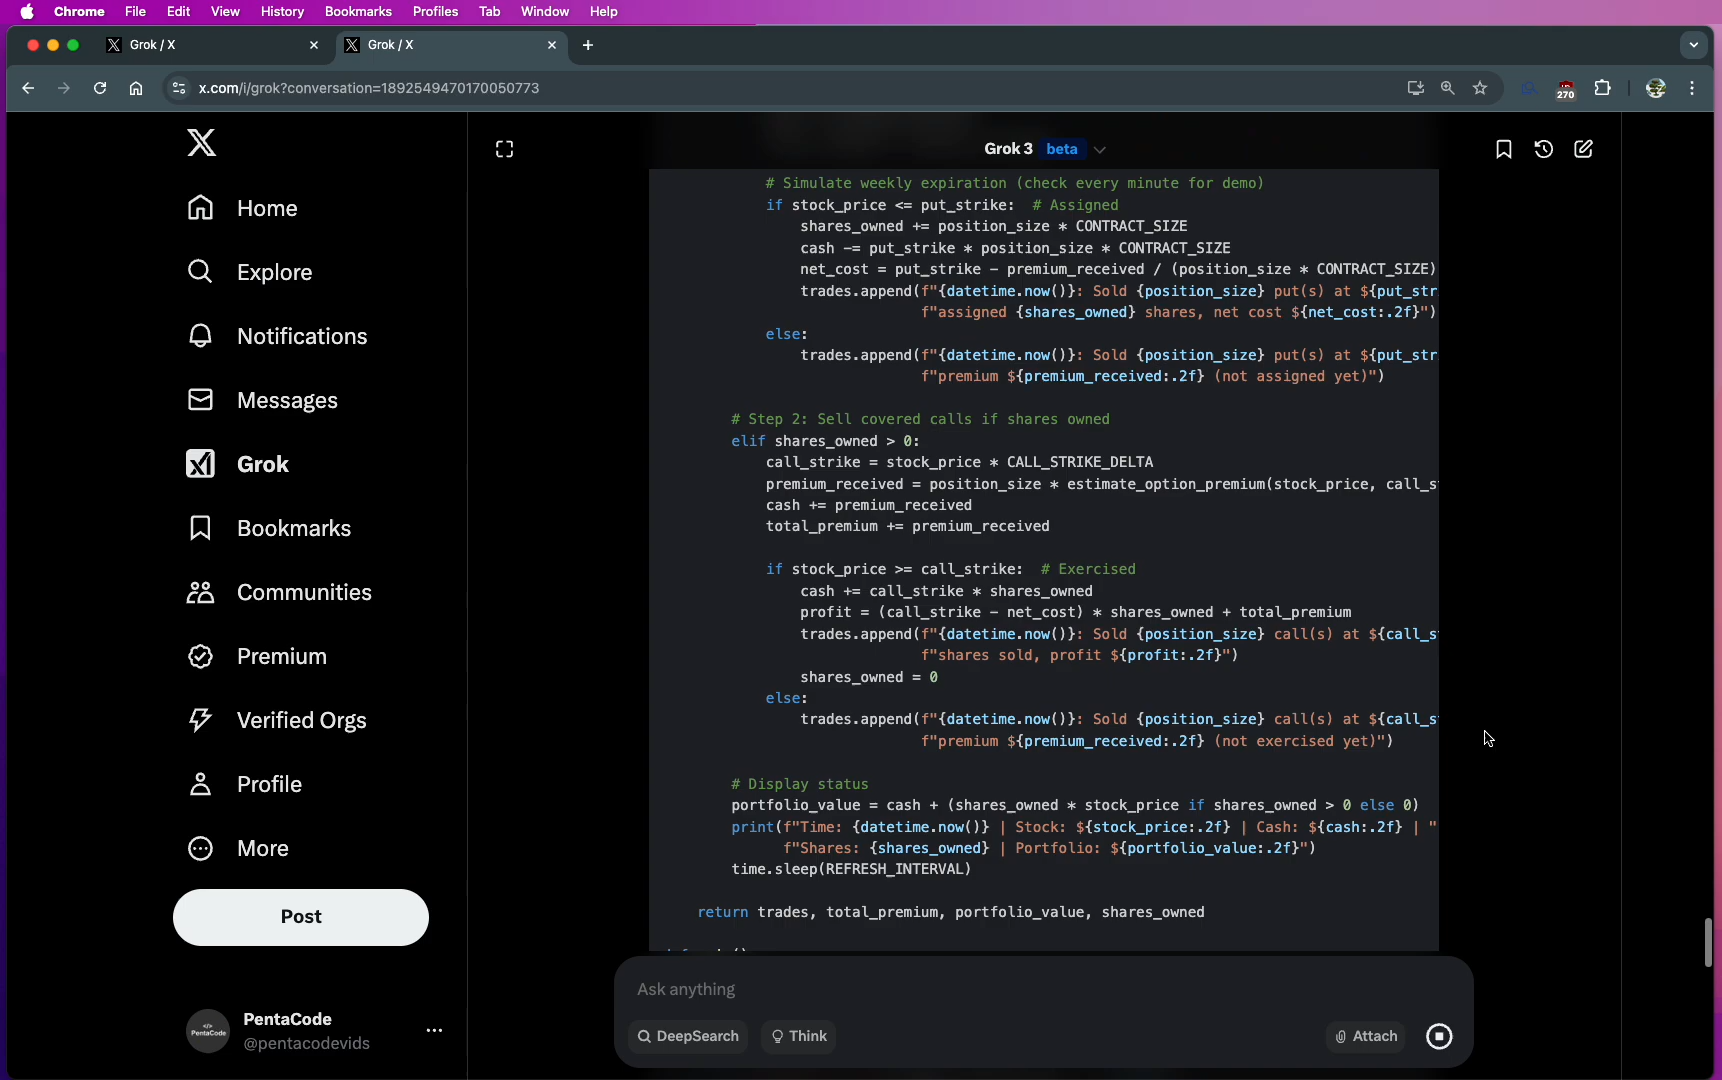 Chrome File Edit View History Bookmarks Profiles Tab Window Help
Grok / X
Grok / X
x.com/i/grok?conversation=1892549470170050773
270
Grok 3 beta
Home
Explore
Notifications
Messages
Grok
Bookmarks
Communities
Premium
Verified Orgs
Profile
More
Post
PentaCode
@pentacodevids
</>
PentaCode
# Simulate weekly expiration (check every minute for demo)
if stock_price <= put_strike:  # Assigned
shares_owned += position_size * CONTRACT_SIZE
cash -= put_strike * position_size * CONTRACT_SIZE
net_cost = put_strike - premium_received / (position_size * CONTRACT_SIZE)
trades.append(f"{datetime.now()}: Sold {position_size} put(s) at ${put_str
f"assigned {shares_owned} shares, net cost ${net_cost:.2f}")
else:
trades.append(f"{datetime.now()}: Sold {position_size} put(s) at ${put_str
f"premium ${premium_received:.2f} (not assigned yet)")
# Step 2: Sell covered calls if shares owned
elif shares_owned > 0:
call_strike = stock_price * CALL_STRIKE_DELTA
premium_received = position_size * estimate_option_premium(stock_price, call_s
cash += premium_received
total_premium += premium_received
if stock_price >= call_strike:  # Exercised
cash += call_strike * shares_owned
profit = (call_strike - net_cost) * shares_owned + total_premium
trades.append(f"{datetime.now()}: Sold {position_size} call(s) at ${call_s
f"shares sold, profit ${profit:.2f}")
shares_owned = 0
else:
trades.append(f"{datetime.now()}: Sold {position_size} call(s) at ${call_s
f"premium ${premium_received:.2f} (not exercised yet)")
# Display status
portfolio_value = cash + (shares_owned * stock_price if shares_owned > 0 else 0)
print(f"Time: {datetime.now()} | Stock: ${stock_price:.2f} | Cash: ${cash:.2f} | "
f"Shares: {shares_owned} | Portfolio: ${portfolio_value:.2f}")
time.sleep(REFRESH_INTERVAL)
return trades, total_premium, portfolio_value, shares_owned
Ask anything
DeepSearch Think Attach